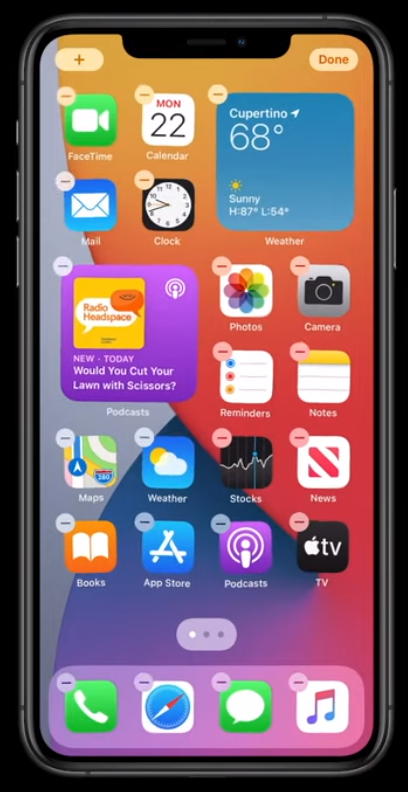 +
Done
MON
22
FaceTime
Calendar
Cupertino
68°
Sunny
H:87° L:54°
Mail
Clock
Weather
Radio
Headspace
NEW · TODAY
Would You Cut Your
Lawn with Scissors?
Podcasts
Photos
Camera
Reminders
Notes
280
Maps
Weather
Stocks
News
tv
Books
App Store
Podcasts
TV